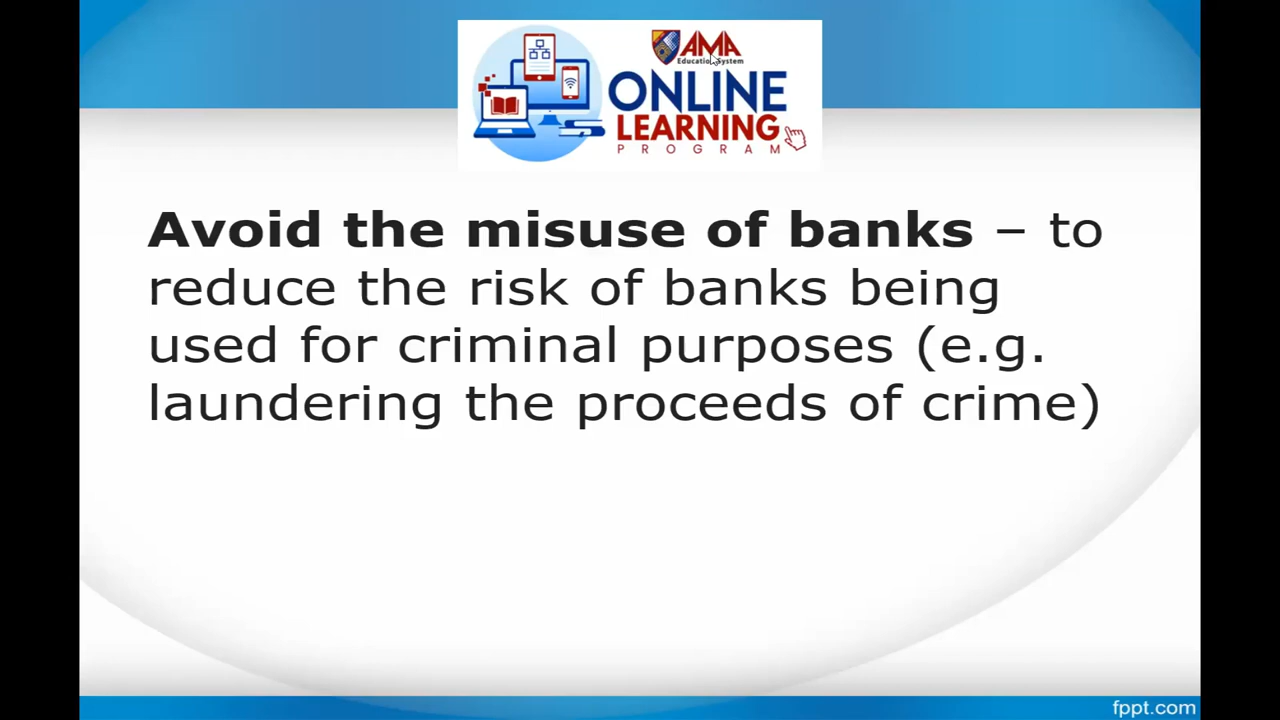 AMA
Education System
ONLINE
LEARNING
PROGRAM
Avoid the misuse of banks – to
reduce the risk of banks being
used for criminal purposes (e.g.
laundering the proceeds of crime)
fppt.com